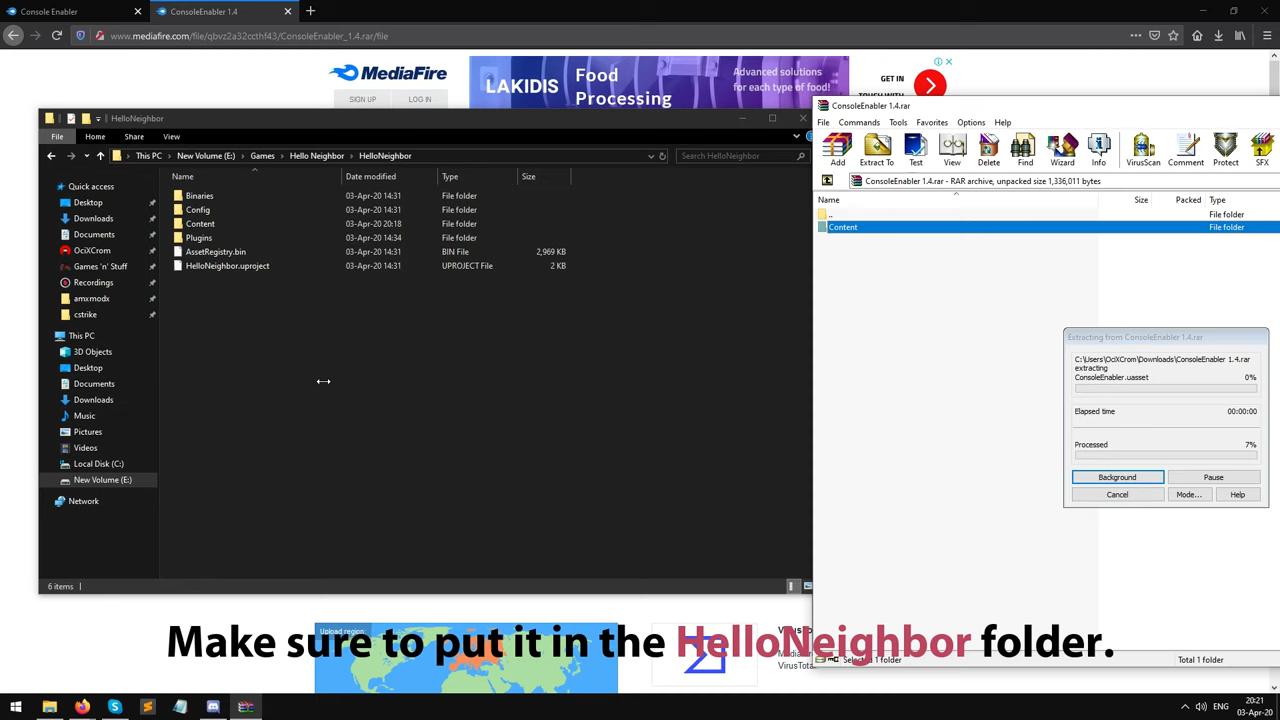 Console Enabler
ConsoleEnabler 1.4
www.mediafire.com/file/qbvz2a32ccthf43/ConsoleEnabler_1.4.rar/file
MediaFire
SIGN UP
LOG IN
LAKIDIS
Food
Processing
Advanced solutions
for each type of food!
GET IN
TOUCH WITH
HelloNeighbor
File
Home
Share
View
This PC
New Volume (E:)
Games
Hello Neighbor
HelloNeighbor
Search HelloNeighbor
Name
Date modified
Type
Size
Quick access
Desktop
Downloads
Documents
OciXCrom
Games 'n' Stuff
Recordings
amxmodx
cstrike
This PC
3D Objects
Desktop
Documents
Downloads
Music
Pictures
Videos
Local Disk (C:)
New Volume (E:)
Network
Binaries 03-Apr-20 14:31 File folder
Config 03-Apr-20 14:31 File folder
Content 03-Apr-20 20:18 File folder
Plugins 03-Apr-20 14:34 File folder
AssetRegistry.bin 03-Apr-20 14:31 BIN File 2,969 KB
HelloNeighbor.uproject 03-Apr-20 14:31 UPROJECT File 2 KB
6 items
ConsoleEnabler 1.4.rar
File Commands Tools Favorites Options Help
Add Extract To Test View Delete Find Wizard Info VirusScan Comment Protect SFX
ConsoleEnabler 1.4.rar - RAR archive, unpacked size 1,336,011 bytes
Name Size Packed Type
.. File folder
Content File folder
Extracting from ConsoleEnabler 1.4.rar
C:\Users\OciXCrom\Downloads\ConsoleEnabler 1.4.rar
extracting
ConsoleEnabler.uasset 0%
Elapsed time 00:00:00
Processed 7%
Background
Pause
Cancel
Mode...
Help
Upload region:
Make sure to put it in the HelloNeighbor folder.
VirusTota
Selected 1 folder
Total 1 folder
20:21
03-Apr-20